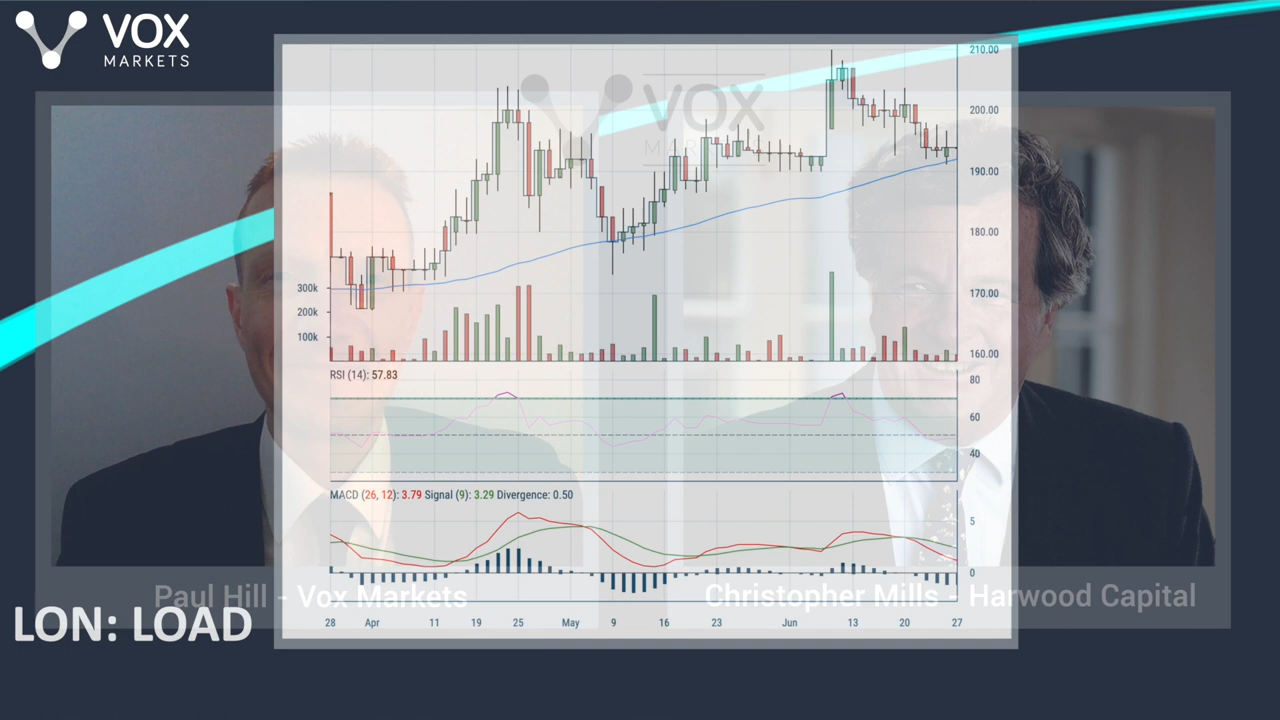 VOX
MARKETS
VOX
210.00
200.00
190.00
180.00
170.00
160.00
300k
200k
100k
RSI (14): 57.83
80
60
40
MACD (26, 12): 3.79 Signal (9): 3.29 Divergence: 0.50
5
0
Paul Hill - Vox Markets
Christopher Mills - Harwood Capital
LON: LOAD
28 Apr 11 19 25 May 9 16 23 Jun 13 20 27